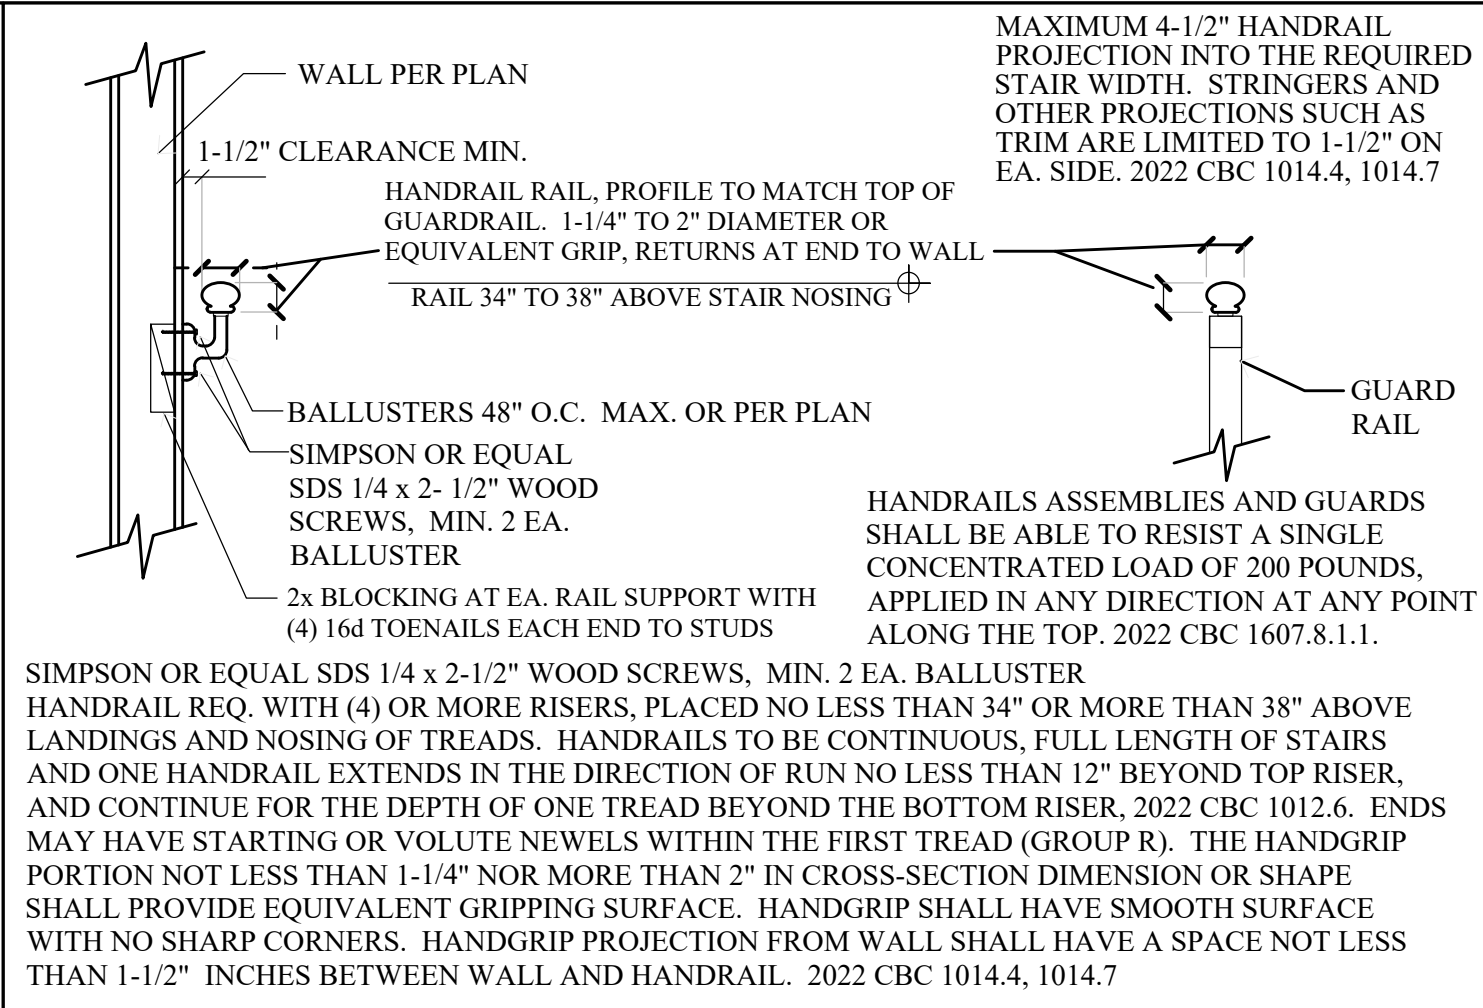 WALL PER PLAN
1-1/2" CLEARANCE MIN.
MAXIMUM 4-1/2" HANDRAIL
PROJECTION INTO THE REQUIRED
STAIR WIDTH. STRINGERS AND
OTHER PROJECTIONS SUCH AS
TRIM ARE LIMITED TO 1-1/2" ON
EA. SIDE. 2022 CBC 1014.4, 1014.7
HANDRAIL RAIL, PROFILE TO MATCH TOP OF
GUARDRAIL. 1-1/4" TO 2" DIAMETER OR
EQUIVALENT GRIP, RETURNS AT END TO WALL
RAIL 34" TO 38" ABOVE STAIR NOSING
BALLUSTERS 48" O.C. MAX. OR PER PLAN
SIMPSON OR EQUAL
SDS 1/4 x 2- 1/2" WOOD
SCREWS, MIN. 2 EA.
BALLUSTER
2x BLOCKING AT EA. RAIL SUPPORT WITH
(4) 16d TOENAILS EACH END TO STUDS
GUARD
RAIL
HANDRAILS ASSEMBLIES AND GUARDS
SHALL BE ABLE TO RESIST A SINGLE
CONCENTRATED LOAD OF 200 POUNDS,
APPLIED IN ANY DIRECTION AT ANY POINT
ALONG THE TOP. 2022 CBC 1607.8.1.1.
SIMPSON OR EQUAL SDS 1/4 x 2-1/2" WOOD SCREWS, MIN. 2 EA. BALLUSTER
HANDRAIL REQ. WITH (4) OR MORE RISERS, PLACED NO LESS THAN 34" OR MORE THAN 38" ABOVE
LANDINGS AND NOSING OF TREADS. HANDRAILS TO BE CONTINUOUS, FULL LENGTH OF STAIRS
AND ONE HANDRAIL EXTENDS IN THE DIRECTION OF RUN NO LESS THAN 12" BEYOND TOP RISER,
AND CONTINUE FOR THE DEPTH OF ONE TREAD BEYOND THE BOTTOM RISER, 2022 CBC 1012.6. ENDS
MAY HAVE STARTING OR VOLUTE NEWELS WITHIN THE FIRST TREAD (GROUP R). THE HANDGRIP
PORTION NOT LESS THAN 1-1/4" NOR MORE THAN 2" IN CROSS-SECTION DIMENSION OR SHAPE
SHALL PROVIDE EQUIVALENT GRIPPING SURFACE. HANDGRIP SHALL HAVE SMOOTH SURFACE
WITH NO SHARP CORNERS. HANDGRIP PROJECTION FROM WALL SHALL HAVE A SPACE NOT LESS
THAN 1-1/2" INCHES BETWEEN WALL AND HANDRAIL. 2022 CBC 1014.4, 1014.7